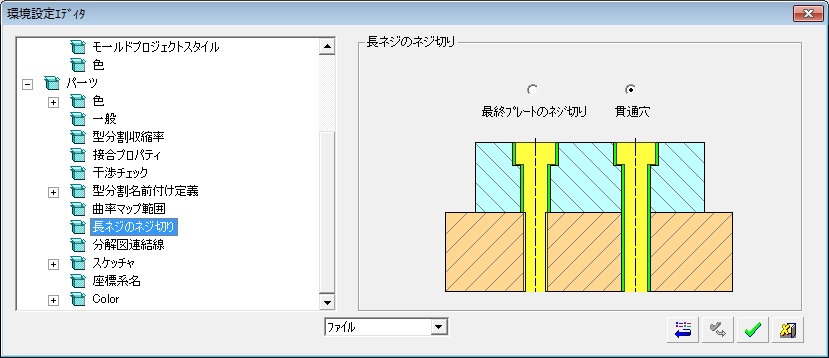 環境設定ｴﾃﾞｨﾀ
モールドプロジェクトスタイル
色
パーツ
色
一般
型分割収縮率
接合プロパティ
干渉チェック
型分割名前付け定義
曲率マップ範囲
長ネジのネジ切り
分解図連結線
スケッチャ
座標系名
Color
長ネジのネジ切り
最終ﾌﾟﾚｰﾄのﾈｼﾞ切り
貫通穴
ﾌｧｲﾙ